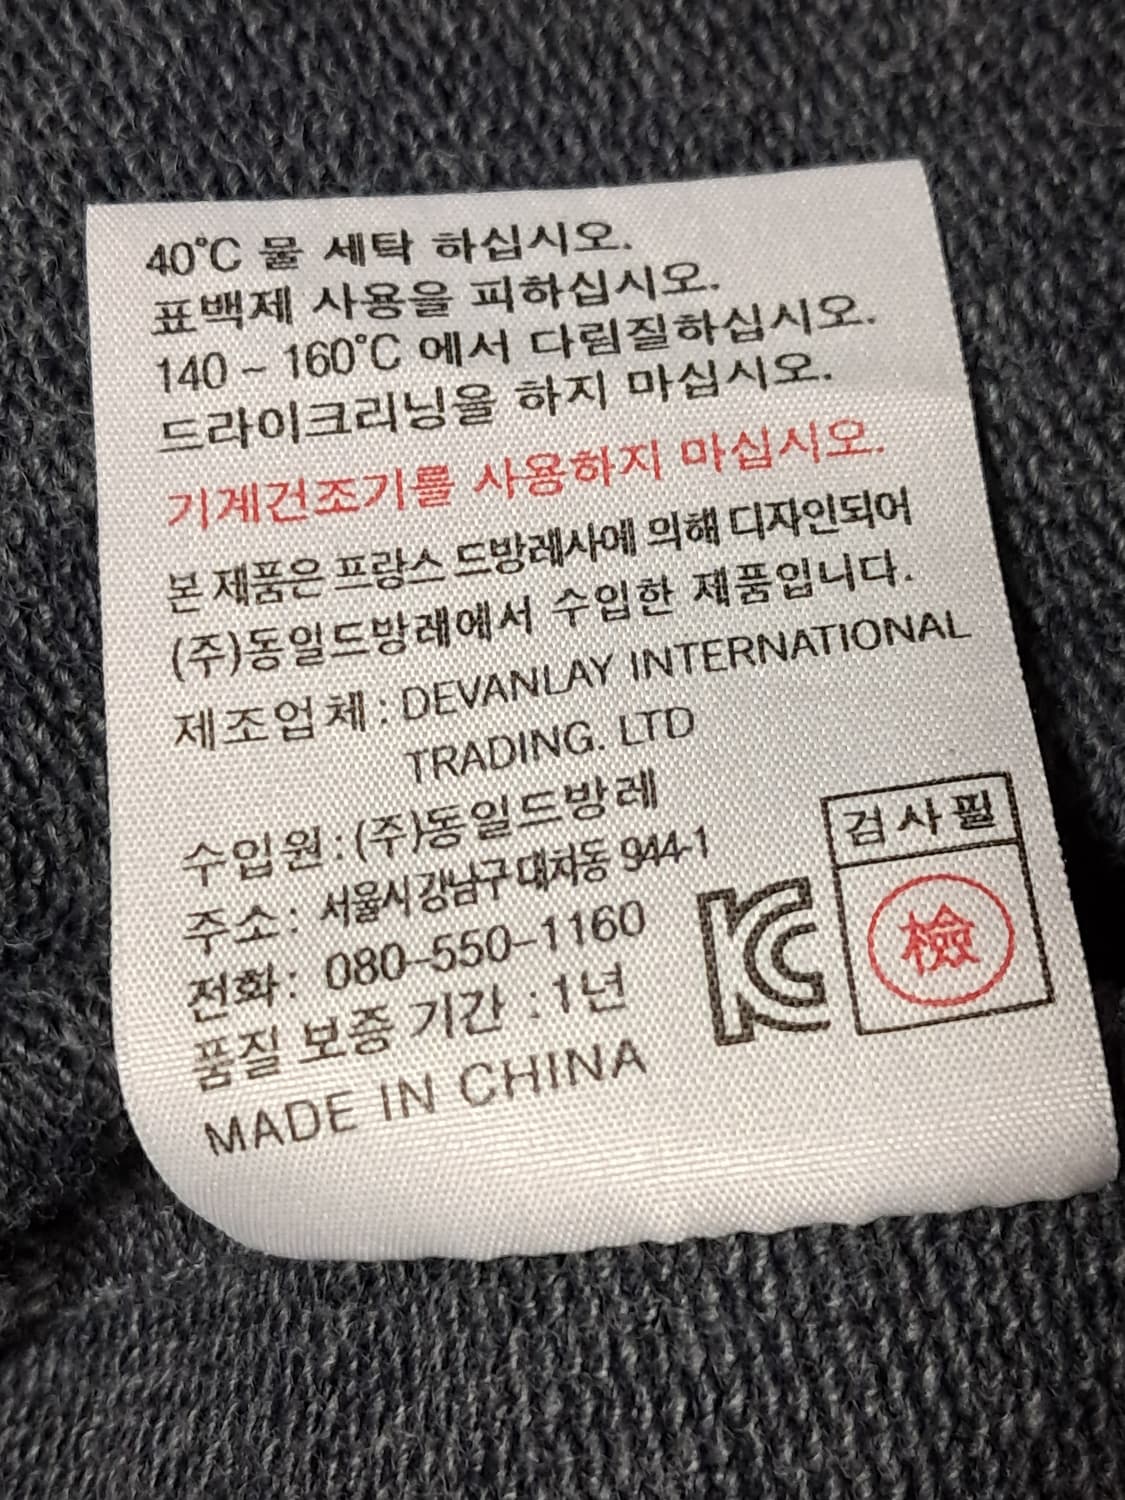 40℃ 물 세탁 하십시오.
표백제 사용을 피하십시오.
140 ~ 160℃ 에서 다림질하십시오.
드라이크리닝을 하지 마십시오.
기계건조기를 사용하지 마십시오.
본 제품은 프랑스 드방레사에 의해 디자인되어
(주)동일드방레에서 수입한 제품입니다.
제조업체 : DEVANLAY INTERNATIONAL
TRADING. LTD
수입원 : (주)동일드방레
주소 : 서울시 강남구 대치동 944-1
전화 : 080-550-1160
품질 보증 기간 : 1년
MADE IN CHINA
KC
검사필
檢